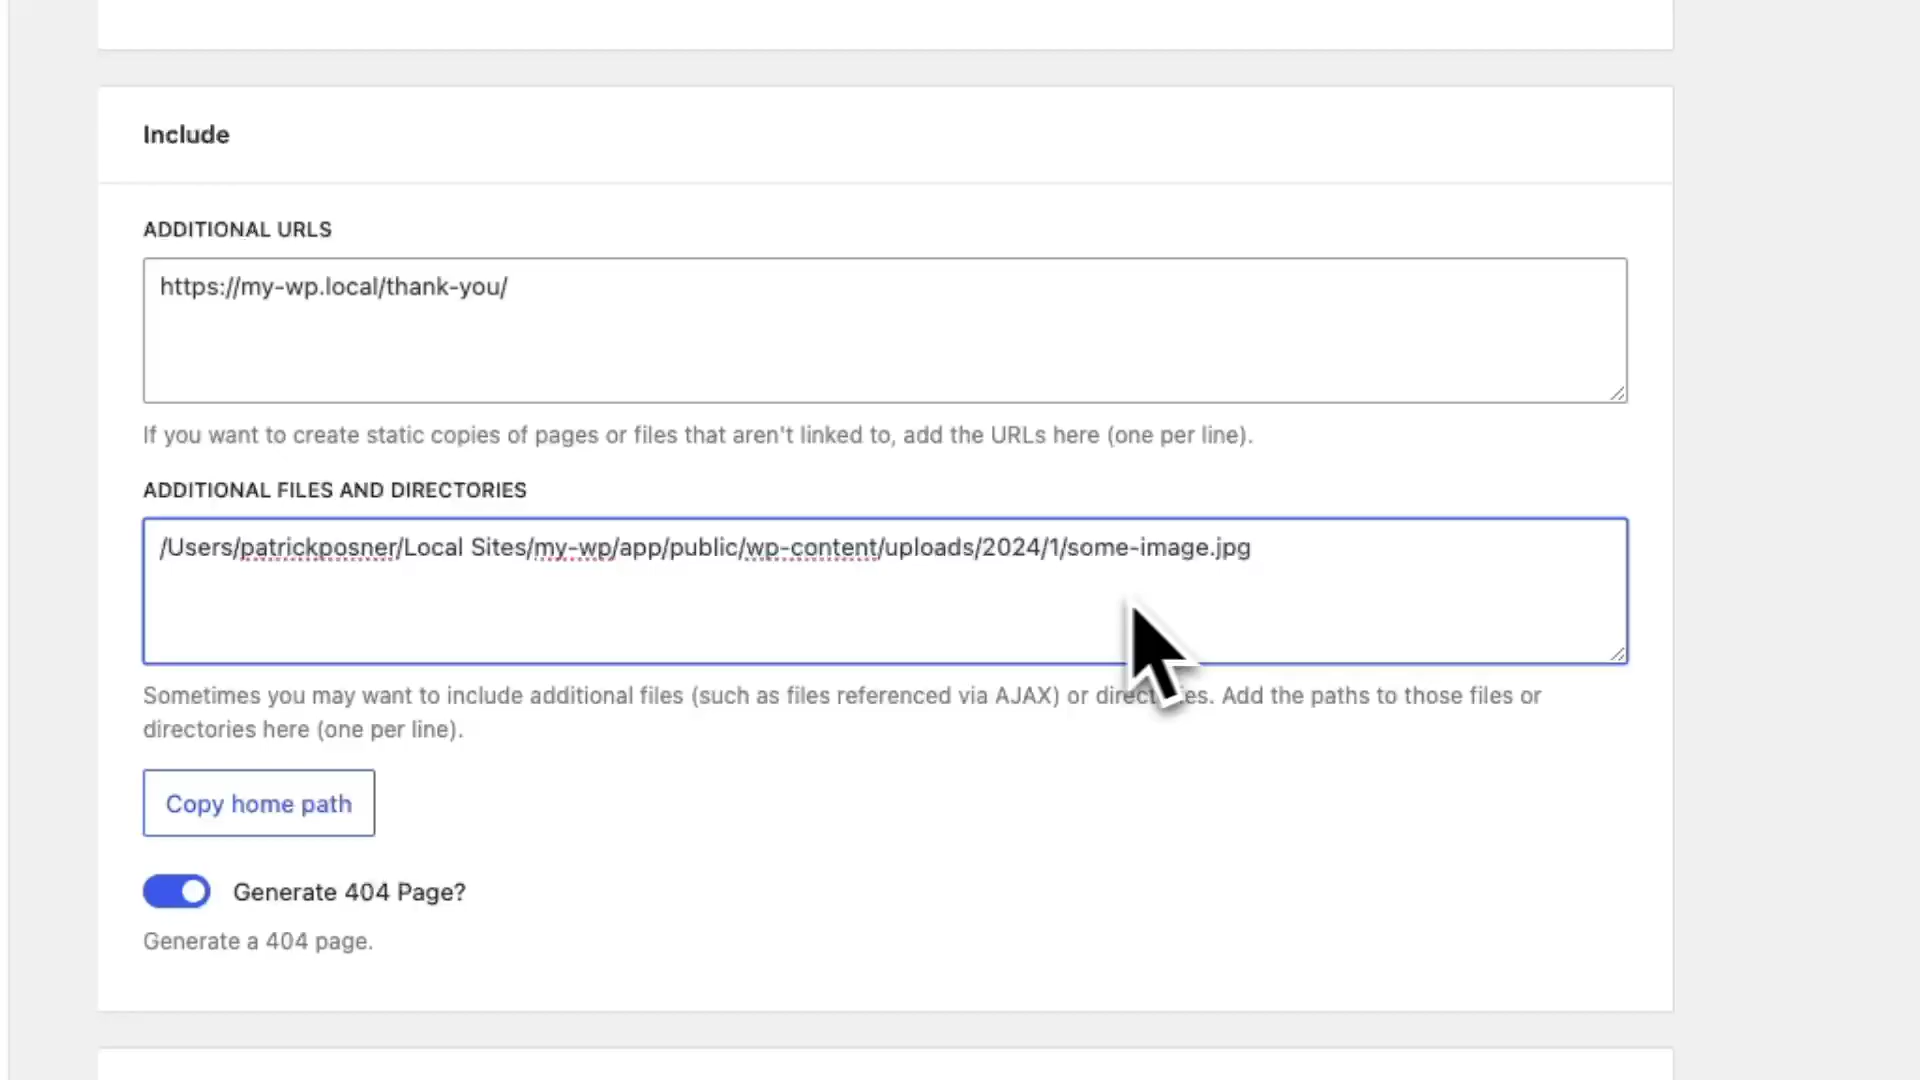 Include
ADDITIONAL URLS
https://my-wp.local/thank-you/
If you want to create static copies of pages or files that aren't linked to, add the URLs here (one per line).
ADDITIONAL FILES AND DIRECTORIES
/Users/patrickposner/Local Sites/my-wp/app/public/wp-content/uploads/2024/1/some-image.jpg
Sometimes you may want to include additional files (such as files referenced via AJAX) or directories. Add the paths to those files or
directories here (one per line).
Copy home path
Generate 404 Page?
Generate a 404 page.